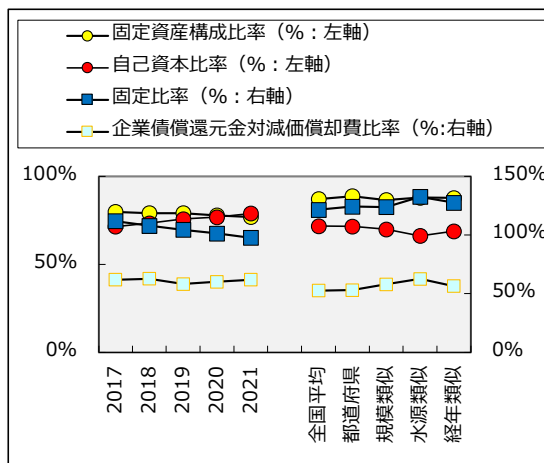 固定資産構成比率（%：左軸）
自己資本比率（%：左軸）
固定比率（%：右軸）
企業債償還元金対減価償却費比率（%:右軸）
100%
50%
0%
150%
100%
50%
0%
2017
2018
2019
2020
2021
全国平均
都道府県
規模類似
水源類似
経年類似